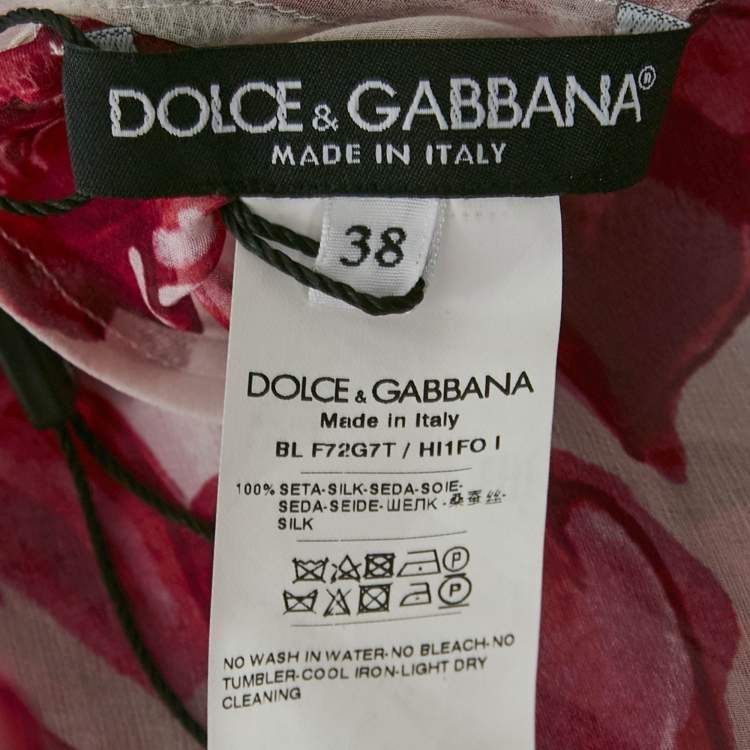 DOLCE & GABBANA®
MADE IN ITALY
38
DOLCE & GABBANA
Made in Italy
BL F72G7T / HI1FO I
100% SETA-SILK-SEDA-SOIE-
SEDA-SEIDE-ШЕЛК-桑蚕丝-
SILK
P
P
NO WASH IN WATER-NO BLEACH-NO
TUMBLER-COOL IRON-LIGHT DRY
CLEANING